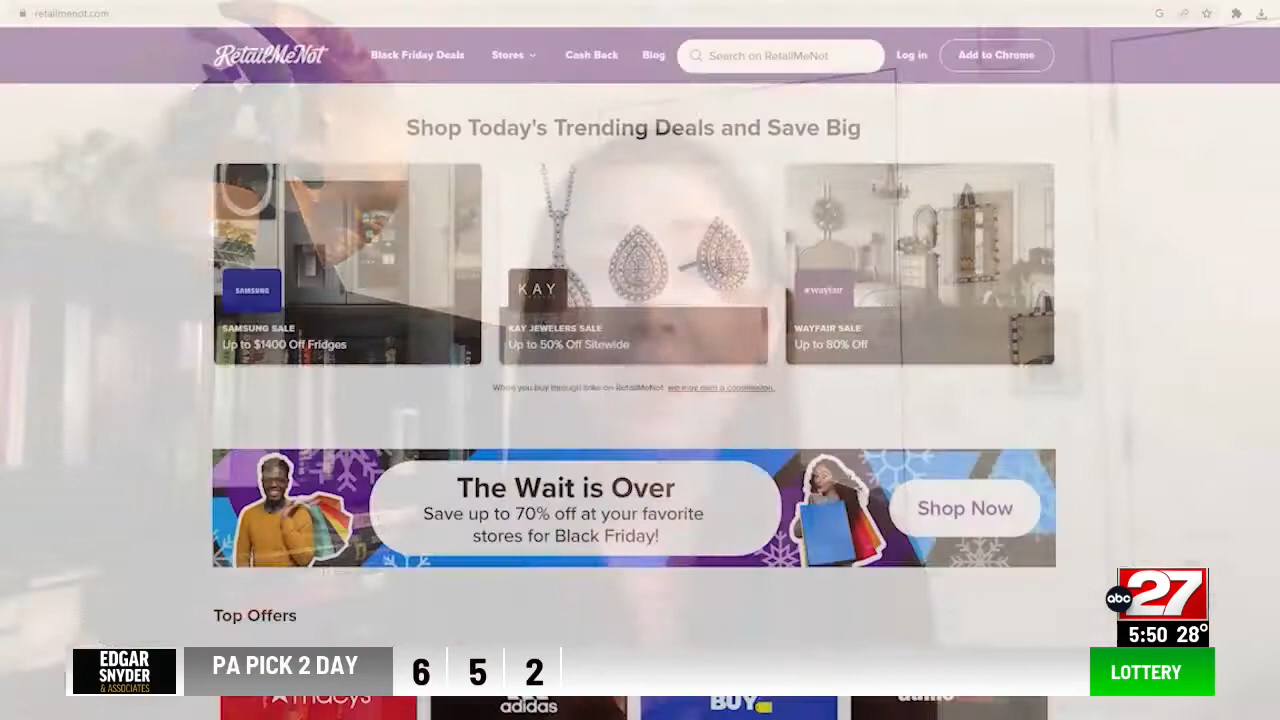 retailmenot.com
RetailMeNot
Black Friday Deals
Stores
Cash Back
Blog
Search on RetailMeNot
Log in
Add to Chrome
Shop Today's Trending Deals and Save Big
SAMSUNG
SAMSUNG SALE
Up to $1400 Off Fridges
KAY
KAY JEWELERS SALE
Up to 50% Off Sitewide
wayfair
WAYFAIR SALE
Up to 80% Off
When you buy through links on RetailMeNot we may earn a commission.
The Wait is Over
Save up to 70% off at your favorite
stores for Black Friday!
Shop Now
Top Offers
abc 27
5:50 28°
EDGAR
SNYDER
& ASSOCIATES
PA PICK 2 DAY
6 5 2
LOTTERY
macys
adidas
BUY